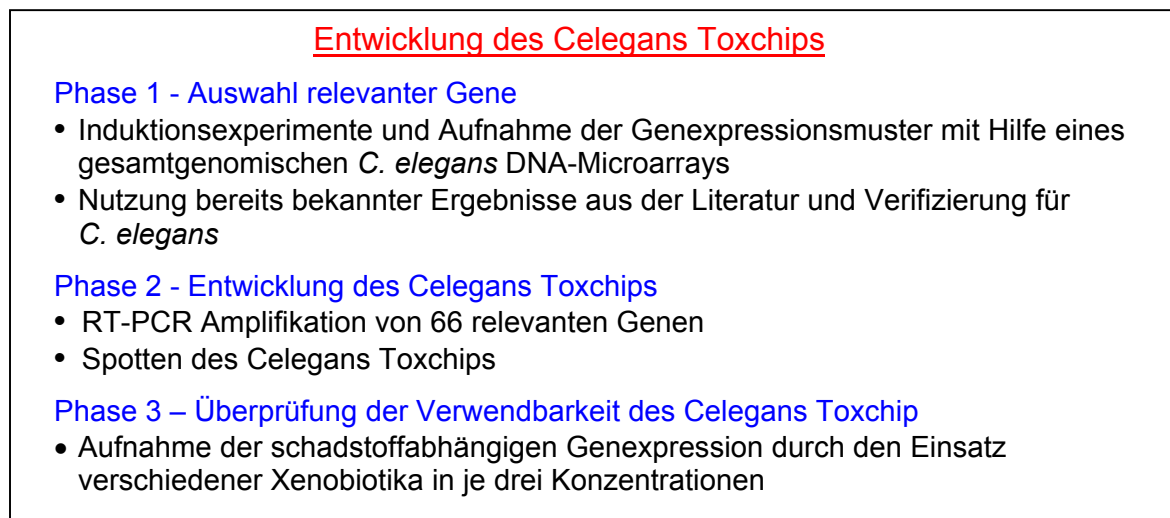 Entwicklung des Celegans Toxchips
Phase 1 - Auswahl relevanter Gene
• Induktionsexperimente und Aufnahme der Genexpressionsmuster mit Hilfe eines
gesamtgenomischen C. elegans DNA-Microarrays
• Nutzung bereits bekannter Ergebnisse aus der Literatur und Verifizierung für
C. elegans
Phase 2 - Entwicklung des Celegans Toxchips
• RT-PCR Amplifikation von 66 relevanten Genen
• Spotten des Celegans Toxchips
Phase 3 – Überprüfung der Verwendbarkeit des Celegans Toxchip
• Aufnahme der schadstoffabhängigen Genexpression durch den Einsatz
verschiedener Xenobiotika in je drei Konzentrationen